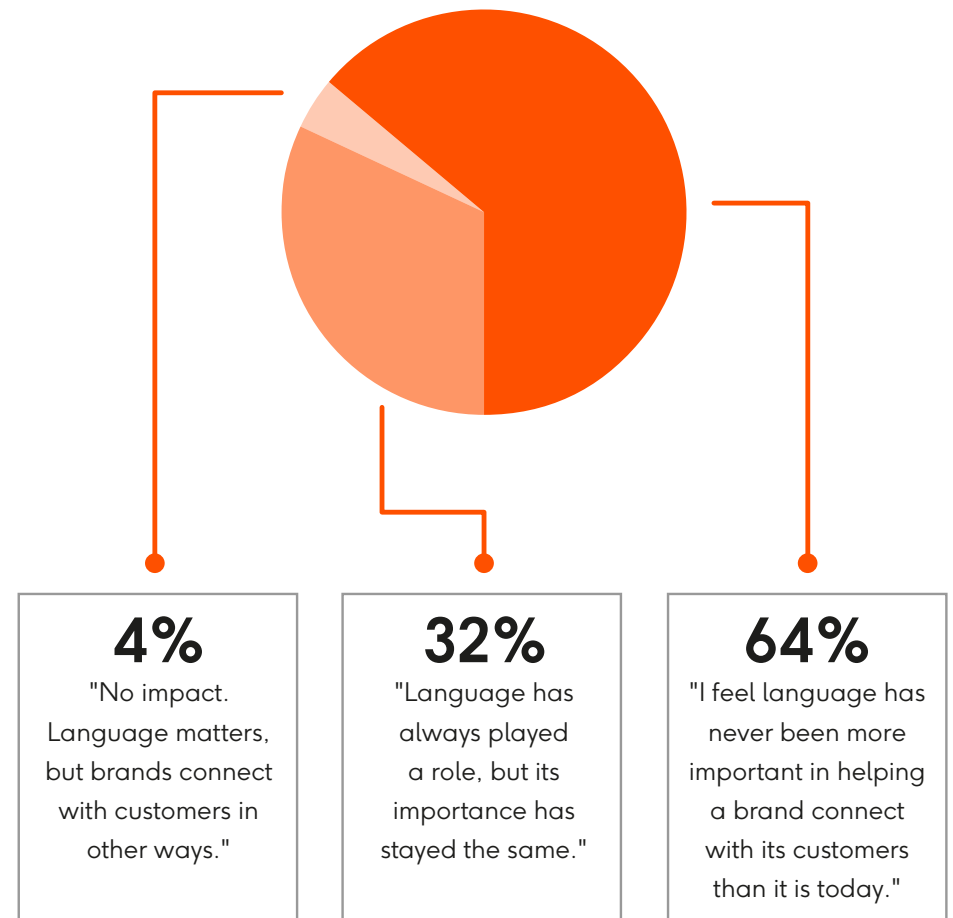 4%
"No impact.
Language matters,
but brands connect
with customers in
other ways."
32%
"Language has
always played
a role, but its
importance has
stayed the same."
64%
"I feel language has
never been more
important in helping
a brand connect
with its customers
than it is today."